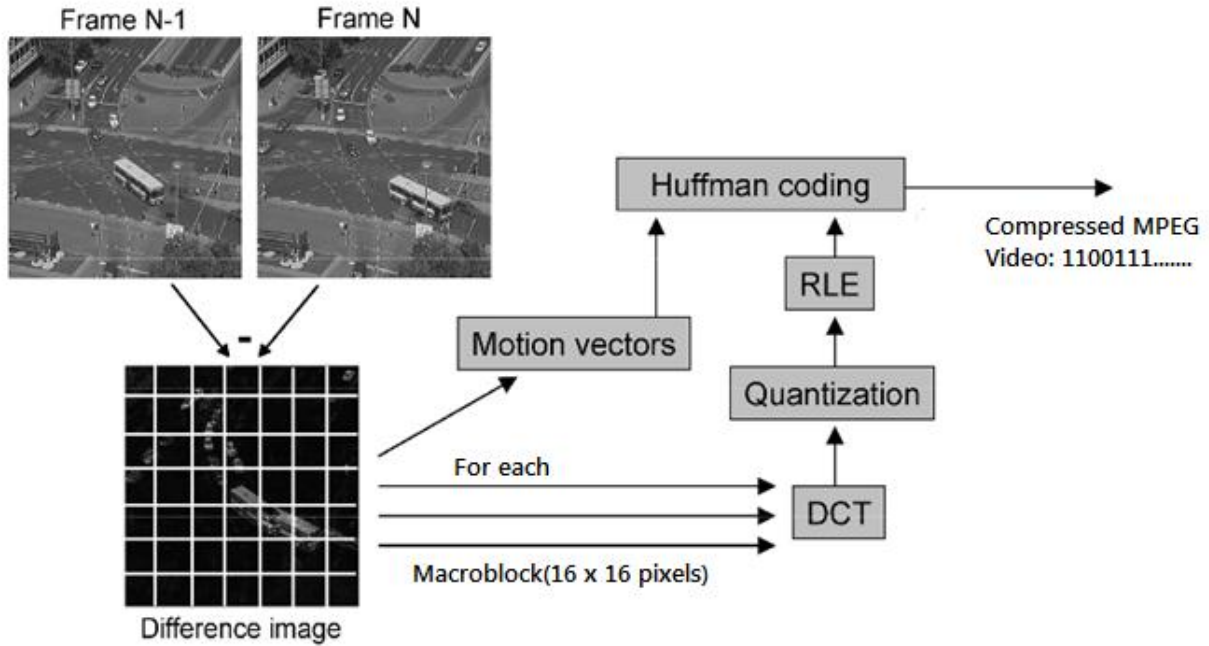 Frame N-1
Frame N
-
Huffman coding
Compressed MPEG
Video: 1100111.......
RLE
Motion vectors
Quantization
For each
DCT
Macroblock(16 x 16 pixels)
Difference image